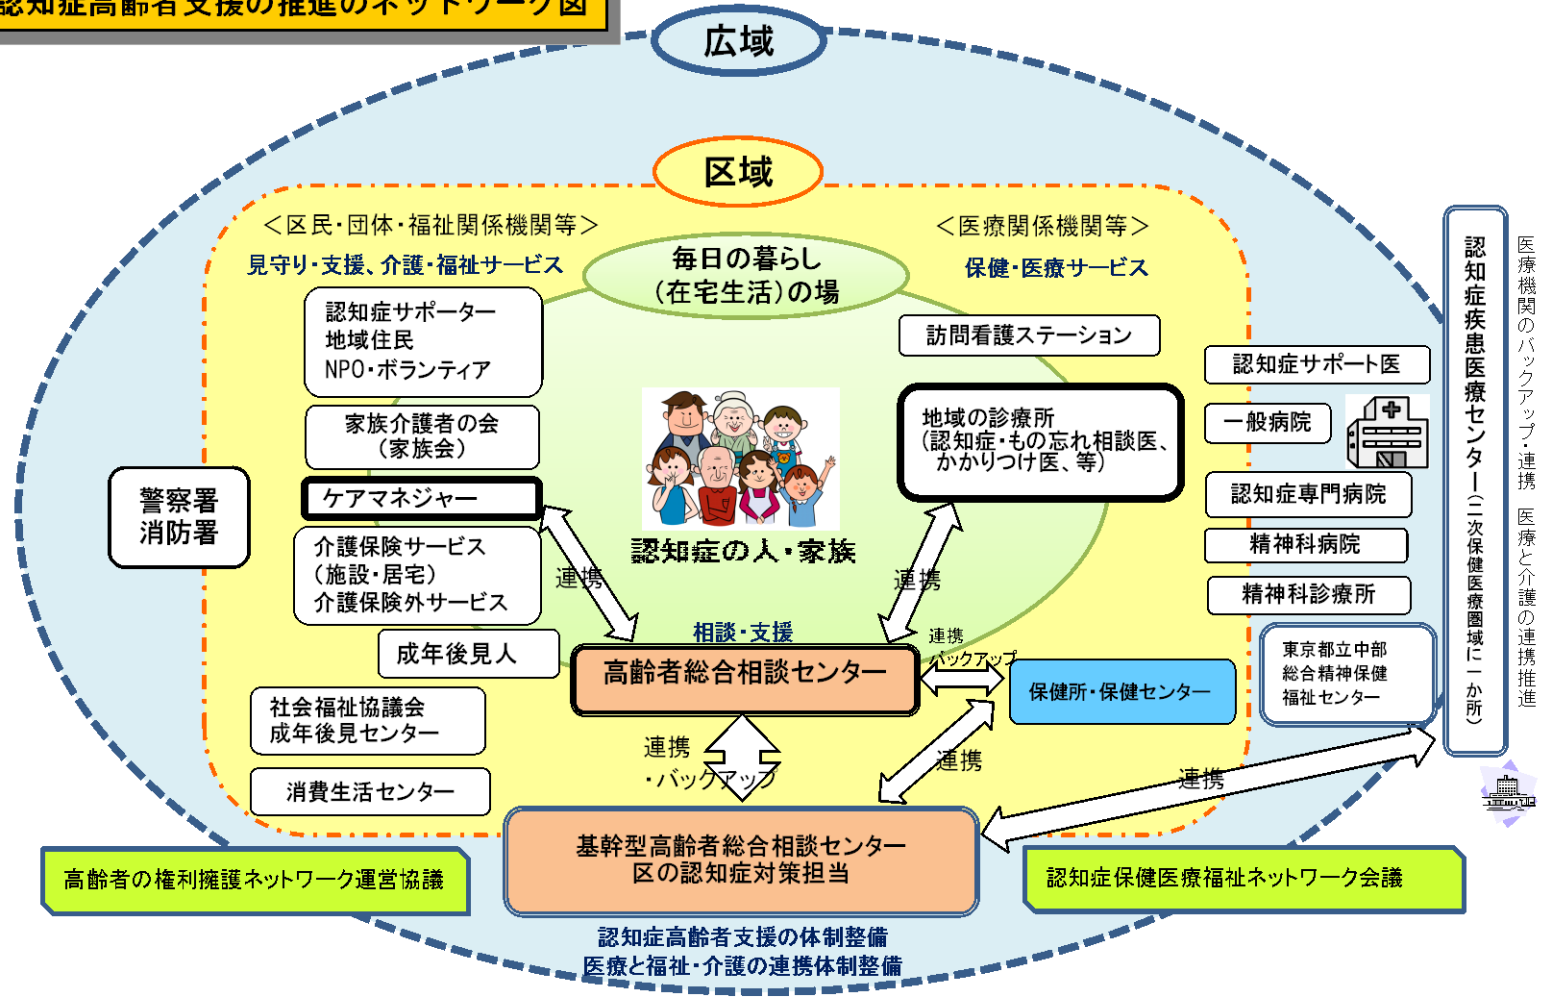 認知症高齢者支援の推進のネットワーク図
広域
区域
＜区民・団体・福祉関係機関等＞
見守り・支援、介護・福祉サービス
＜医療関係機関等＞
保健・医療サービス
毎日の暮らし
(在宅生活)の場
認知症サポーター
地域住民
NPO・ボランティア
家族介護者の会
(家族会)
ケアマネジャー
介護保険サービス
(施設・居宅)
介護保険外サービス
成年後見人
社会福祉協議会
成年後見センター
消費生活センター
警察署
消防署
認知症の人・家族
訪問看護ステーション
地域の診療所
(認知症・もの忘れ相談医、
かかりつけ医、等)
認知症サポート医
一般病院
認知症専門病院
精神科病院
精神科診療所
東京都立中部
総合精神保健
福祉センター
認知症疾患医療センター(二次保健医療圏域に一か所)
医療機関のバックアップ・連携 医療と介護の連携推進
連携
連携
相談・支援
高齢者総合相談センター
連携
バックアップ
保健所・保健センター
連携
・バックアップ
連携
連携
基幹型高齢者総合相談センター
区の認知症対策担当
高齢者の権利擁護ネットワーク運営協議
認知症保健医療福祉ネットワーク会議
認知症高齢者支援の体制整備
医療と福祉・介護の連携体制整備